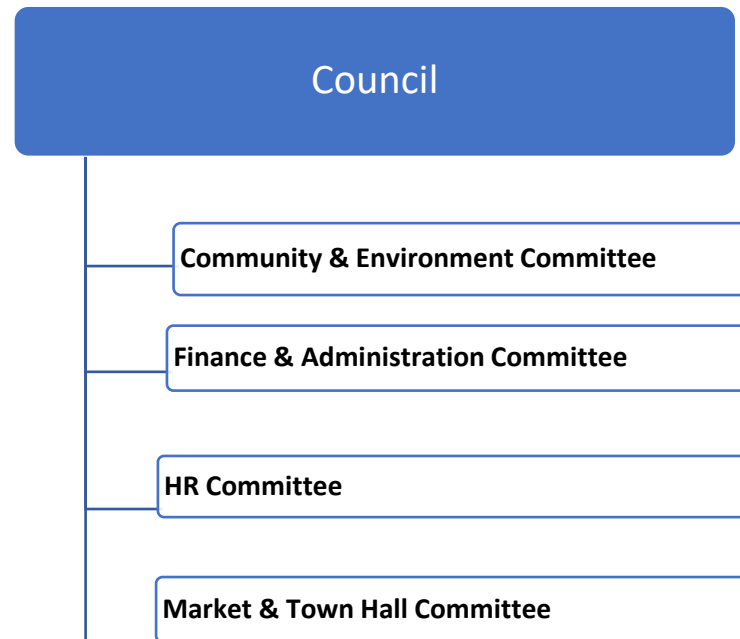 Council
Community & Environment Committee
Finance & Administration Committee
HR Committee
Market & Town Hall Committee